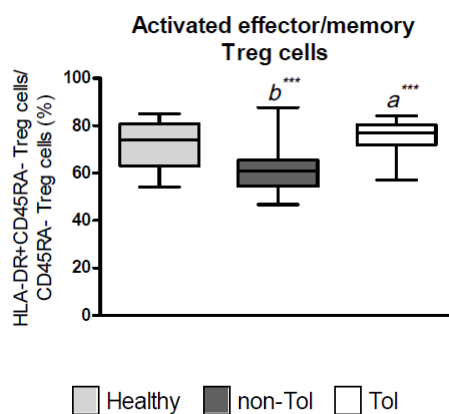 Activated effector/memory
Treg cells
HLA-DR+CD45RA- Treg cells/
CD45RA- Treg cells (%)
100
80
60
40
20
0
b***
a***
Healthy
non-Tol
Tol